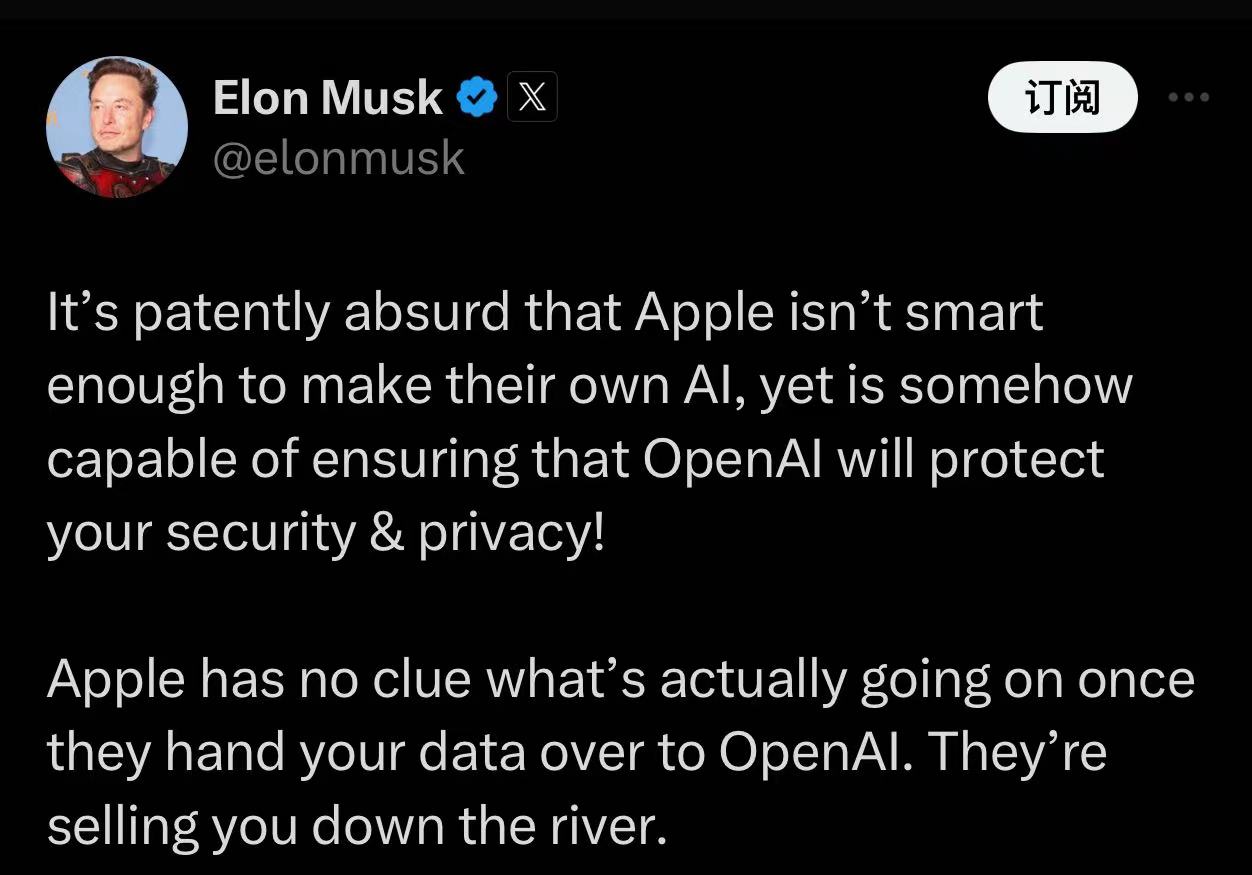 Elon Musk
订阅
@elonmusk
It’s patently absurd that Apple isn’t smart
enough to make their own AI, yet is somehow
capable of ensuring that OpenAI will protect
your security & privacy!
Apple has no clue what’s actually going on once
they hand your data over to OpenAI. They’re
selling you down the river.